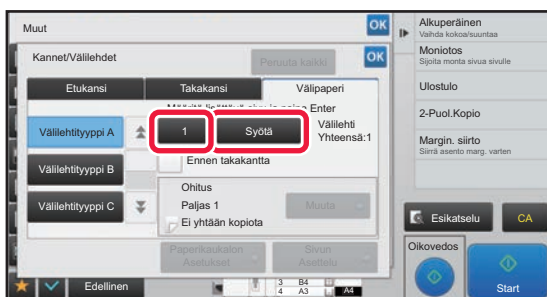 Muut
OK
Kannet/Välilehdet
Peruuta kaikki
OK
Etukansi
Takakansi
Välipaperi
Enter
Välilehtityyppi A
1
Syötä
Välilehti
Yhteensä:1
Ennen takakantta
Välilehtityyppi B
Ohitus
Paljas 1
Muuta
Ei yhtään kopiota
Välilehtityyppi C
Paperikaukalon
Asetukset
Sivun
Asettelu
Edellinen
3 B4
4 A3
A4
Alkuperäinen
Vaihda kokoa/suuntaa
Moniotos
Sijoita monta sivua sivulle
Ulostulo
2-Puol.Kopio
Margin. siirto
Siirrä asento marg. varten
Esikatselu
CA
Oikovedos
Start